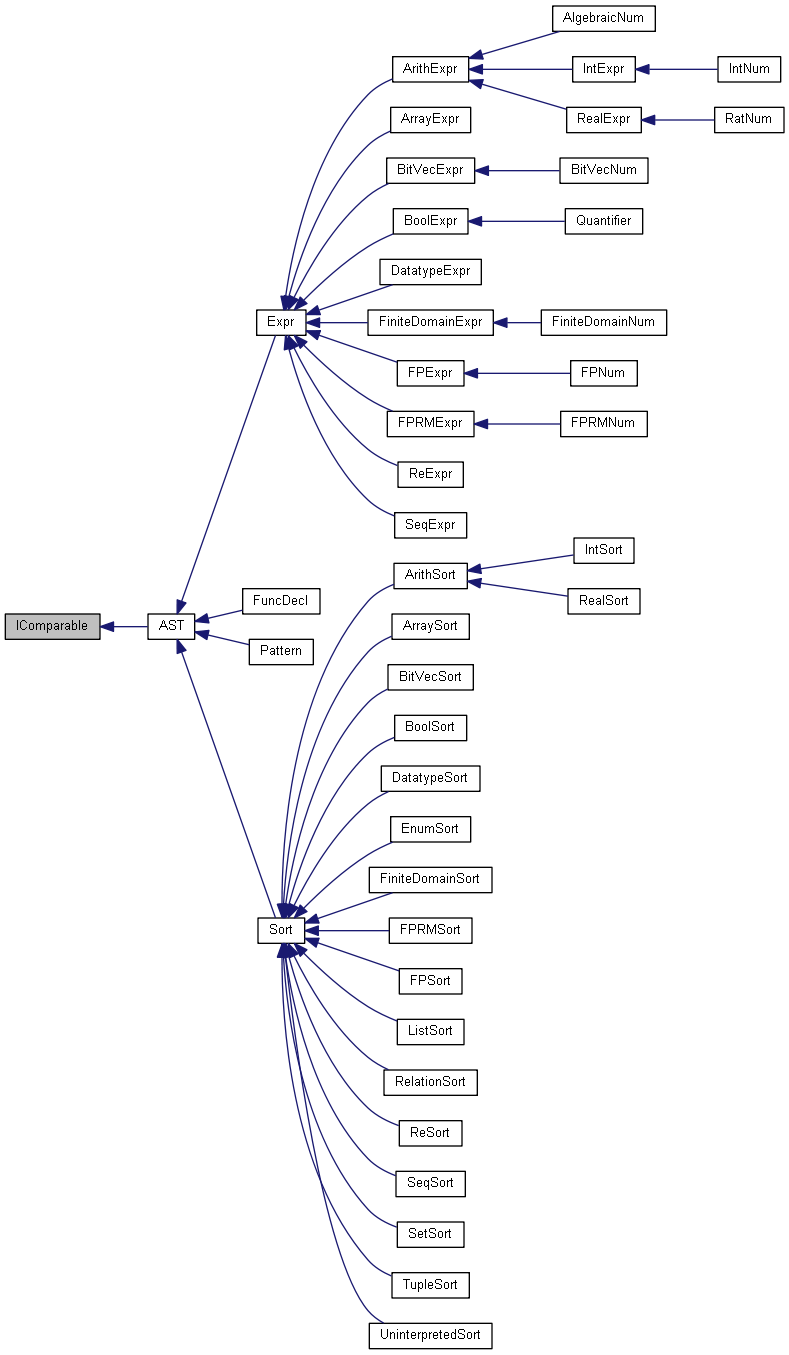 AlgebraicNum
ArithExpr
IntExpr
IntNum
RealExpr
RatNum
ArrayExpr
BitVecExpr
BitVecNum
BoolExpr
Quantifier
DatatypeExpr
Expr
FiniteDomainExpr
FiniteDomainNum
FPExpr
FPNum
FPRMExpr
FPRMNum
ReExpr
SeqExpr
IntSort
ArithSort
RealSort
FuncDecl
IComparable
AST
ArraySort
Pattern
BitVecSort
BoolSort
DatatypeSort
EnumSort
FiniteDomainSort
Sort
FPRMSort
FPSort
ListSort
RelationSort
ReSort
SeqSort
SetSort
TupleSort
UninterpretedSort